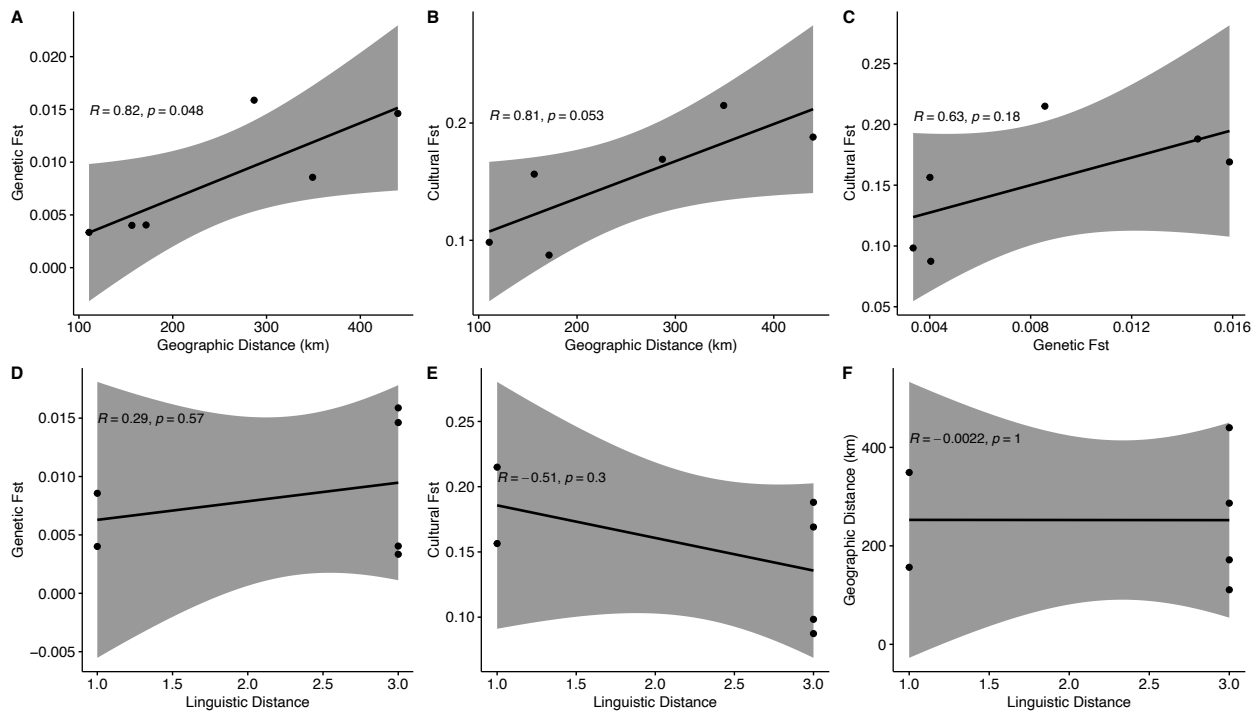 A
0.020
0.015
0.010
0.005
0.000
Genetic Fst
R = 0.82, p = 0.048
100
200
300
400
Geographic Distance (km)
B
0.2
0.1
Cultural Fst
R = 0.81, p = 0.053
100
200
300
400
Geographic Distance (km)
C
0.25
0.20
0.15
0.10
0.05
Cultural Fst
R = 0.63, p = 0.18
0.004
0.008
0.012
0.016
Genetic Fst
D
0.015
0.010
0.005
0.000
−0.005
Genetic Fst
R = 0.29, p = 0.57
1.0
1.5
2.0
2.5
3.0
Linguistic Distance
E
0.25
0.20
0.15
0.10
Cultural Fst
R = −0.51, p = 0.3
1.0
1.5
2.0
2.5
3.0
Linguistic Distance
F
400
200
0
Geographic Distance (km)
R = −0.0022, p = 1
1.0
1.5
2.0
2.5
3.0
Linguistic Distance